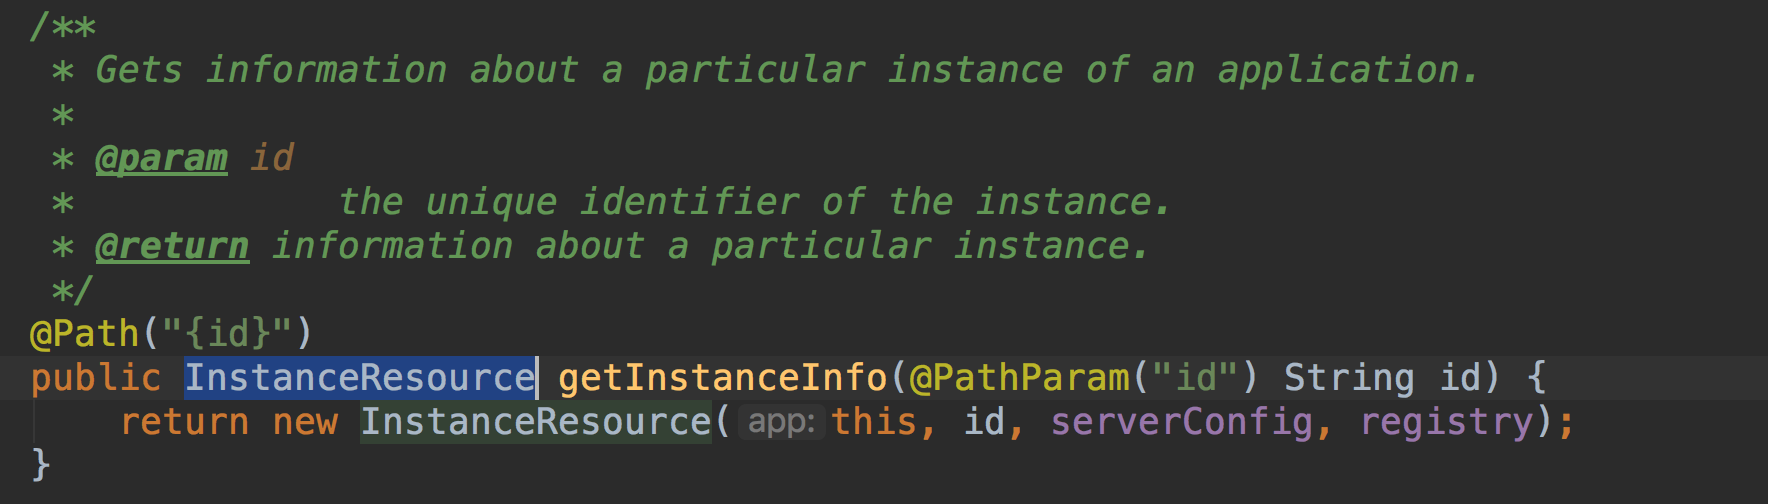 /**
 * Gets information about a particular instance of an application.
 *
 * @param id
 *            the unique identifier of the instance.
 * @return information about a particular instance.
 */
@Path("{id}")
public InstanceResource getInstanceInfo(@PathParam("id") String id) {
    return new InstanceResource( app: this, id, serverConfig, registry);
}